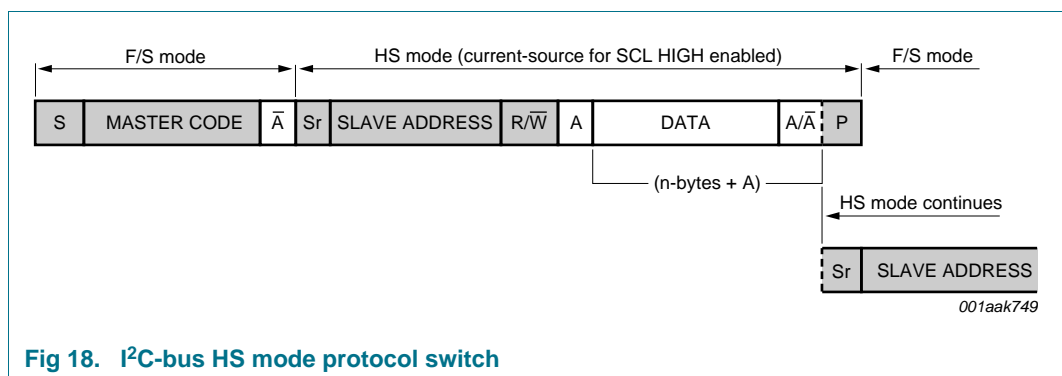 F/S mode HS mode (current-source for SCL HIGH enabled) F/S mode
S MASTER CODE A̅ Sr SLAVE ADDRESS R/W̅ A DATA A/A̅ P
(n-bytes + A)
HS mode continues
Sr SLAVE ADDRESS
001aak749
Fig 18. I²C-bus HS mode protocol switch